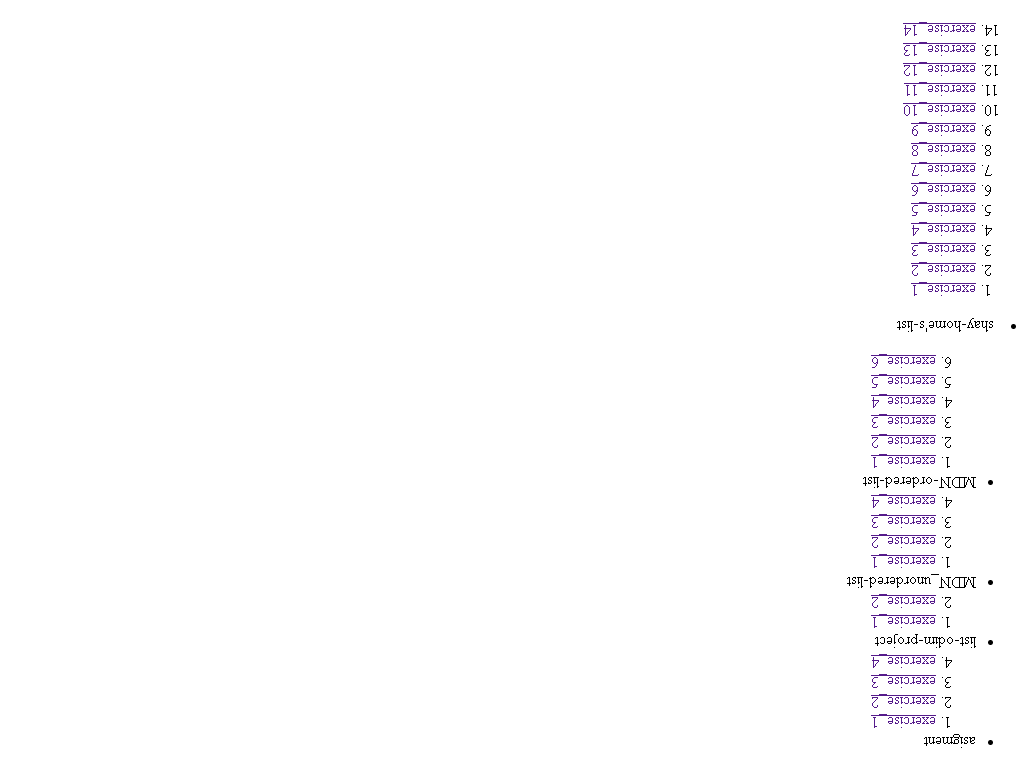 • asigment
1. exercise_1
2. exercise_2
3. exercise_3
4. exercise_4
• list-odim-project
1. exercise_1
2. exercise_2
• MDN_unordered-list
1. exercise_1
2. exercise_2
3. exercise_3
4. exercise_4
• MDN-ordered-list
1. exercise_1
2. exercise_2
3. exercise_3
4. exercise_4
5. exercise_5
6. exercise_6
• shay-home's-list
1. exercise_1
2. exercise_2
3. exercise_3
4. exercise_4
5. exercise_5
6. exercise_6
7. exercise_7
8. exercise_8
9. exercise_9
10. exercise_10
11. exercise_11
12. exercise_12
13. exercise_13
14. exercise_14